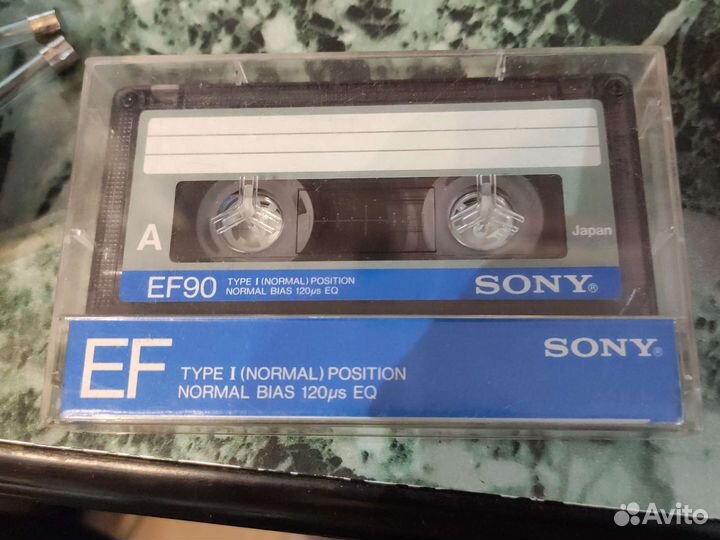 A
Japan
EF90 TYPE I (NORMAL) POSITION
NORMAL BIAS 120µs EQ
SONY®
EF TYPE I (NORMAL) POSITION
NORMAL BIAS 120µs EQ
SONY®
Avito